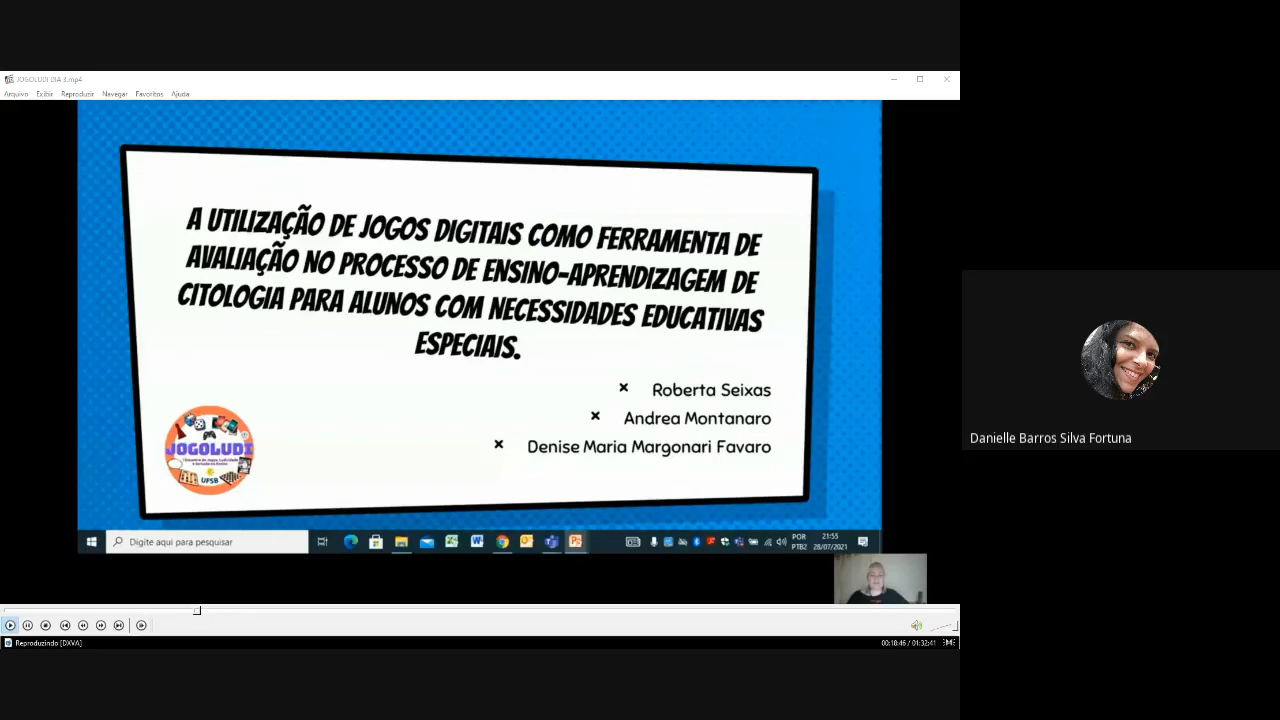 JOGOLUDI DIA 3.mp4
Arquivo Exibir Reproduzir Navegar Favoritos Ajuda
A UTILIZAÇÃO DE JOGOS DIGITAIS COMO FERRAMENTA DE
AVALIAÇÃO NO PROCESSO DE ENSINO-APRENDIZAGEM DE
CITOLOGIA PARA ALUNOS COM NECESSIDADES EDUCATIVAS
ESPECIAIS.
× Roberta Seixas
× Andrea Montanaro
× Denise Maria Margonari Favaro
JOGOLUDI
UFSB
Danielle Barros Silva Fortuna
Digite aqui para pesquisar
POR
PTB2
21:55
28/07/2021
Reproduzindo [DXVA]
00:18:46 / 01:32:41